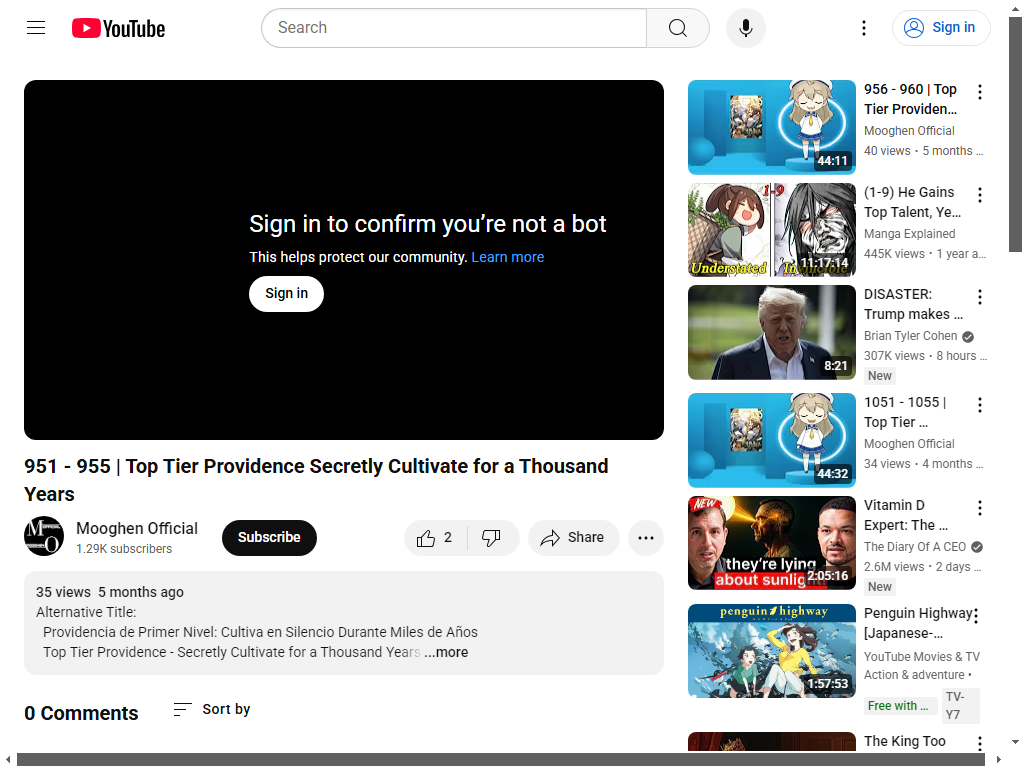 YouTube
Search
Sign in
Sign in to confirm you’re not a bot
This helps protect our community. Learn more
Sign in
951 - 955 | Top Tier Providence Secretly Cultivate for a Thousand
Years
Mooghen Official
1.29K subscribers
Subscribe
2
Share
35 views 5 months ago
Alternative Title:
Providencia de Primer Nivel: Cultiva en Silencio Durante Miles de Años
Top Tier Providence - Secretly Cultivate for a Thousand Years ...more
0 Comments
Sort by
44:11
956 - 960 | Top
Tier Providen...
Mooghen Official
40 views • 5 months ...
1-9
Understated
Invincible
11:17:14
(1-9) He Gains
Top Talent, Ye...
Manga Explained
445K views • 1 year a...
8:21
DISASTER:
Trump makes ...
Brian Tyler Cohen
307K views • 8 hours ...
New
44:32
1051 - 1055 |
Top Tier ...
Mooghen Official
34 views • 4 months ...
NEW
they're lying
about sunlight
2:05:16
Vitamin D
Expert: The ...
The Diary Of A CEO
2.6M views • 2 days ...
New
penguin highway
1:57:53
Penguin Highway
[Japanese-...
YouTube Movies & TV
Action & adventure •
Free with ...
TV-
Y7
The King Too